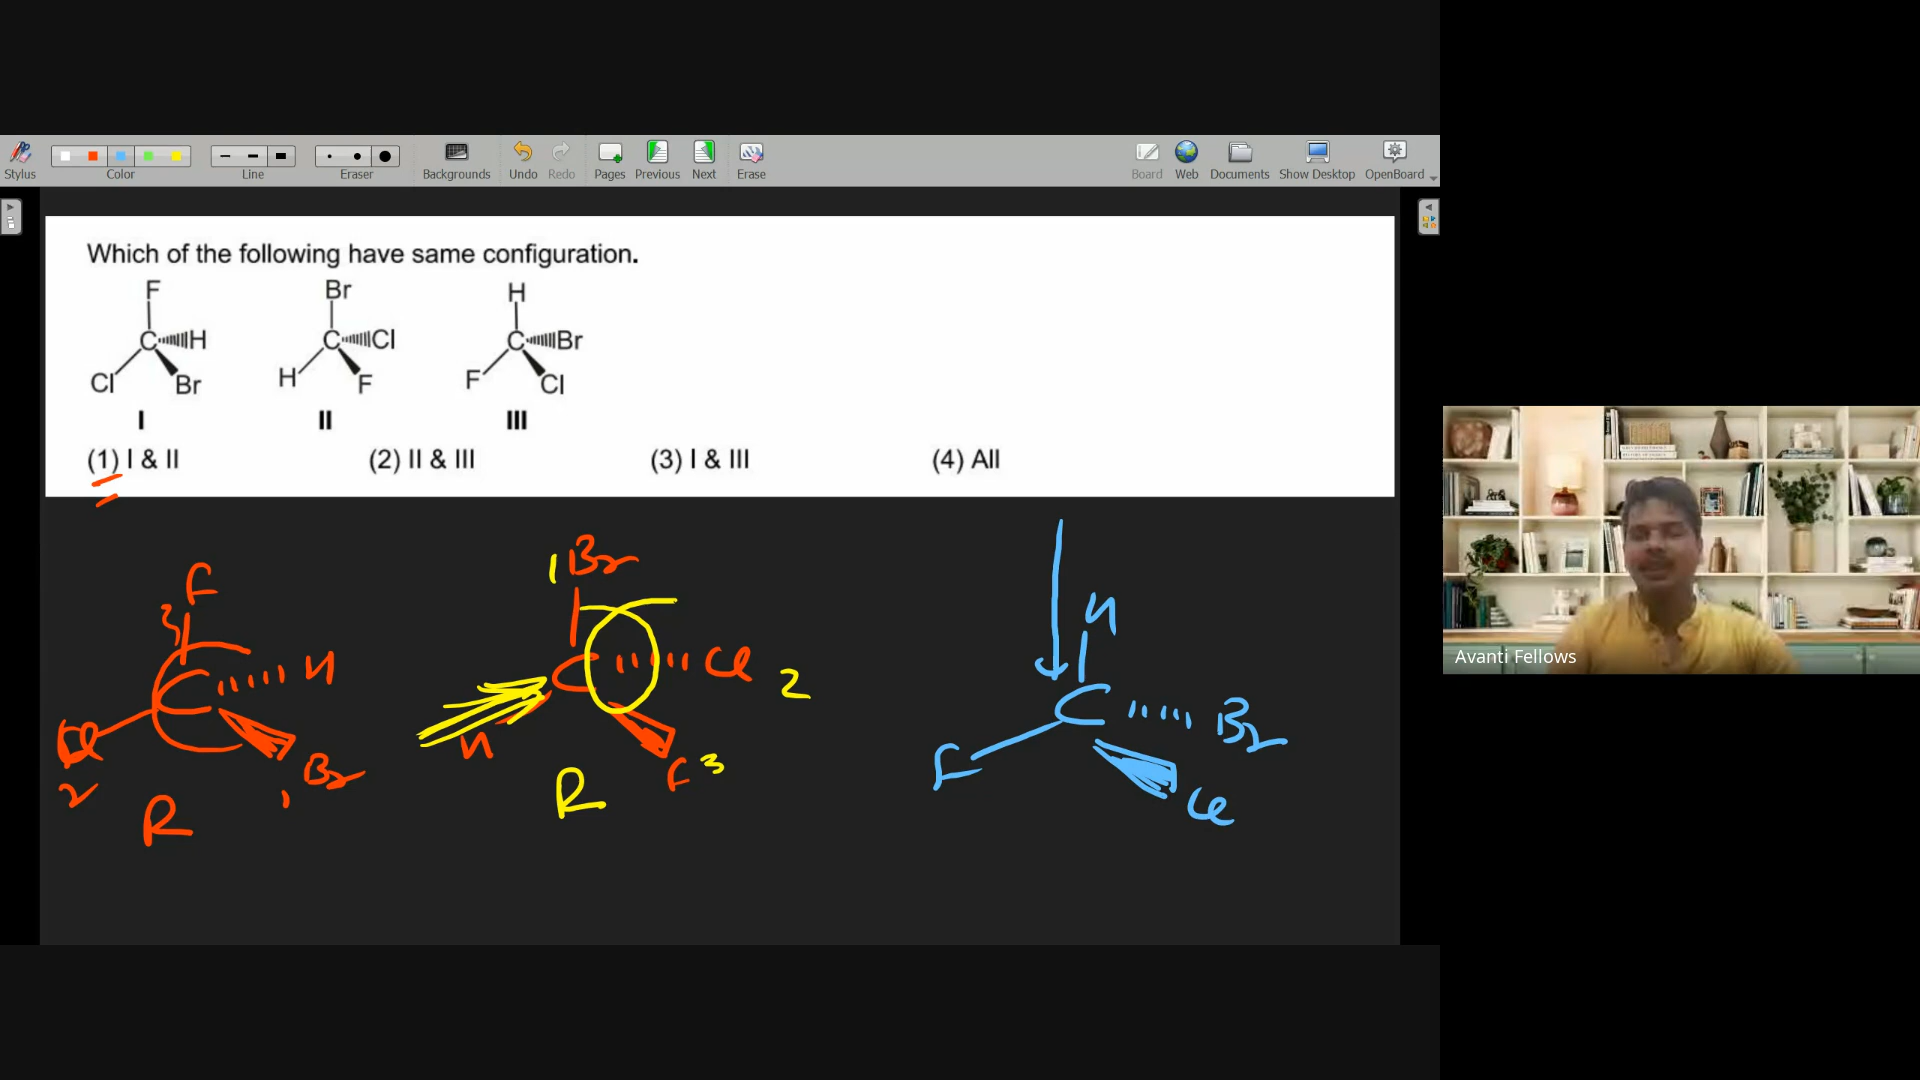 Stylus
Color
Line
Eraser
Backgrounds
Undo
Redo
Pages
Previous
Next
Erase
Board
Web
Documents
Show Desktop
OpenBoard
Which of the following have same configuration.
F
C H
Cl Br
I
Br
C Cl
H F
II
H
C Br
F Cl
III
(1) I & II (2) II & III (3) I & III (4) All
F
3
C H
Cl
2
Br
1
R
1 Br
C Cl 2
H
F 3
R
H
C Br
F
Cl
Avanti Fellows